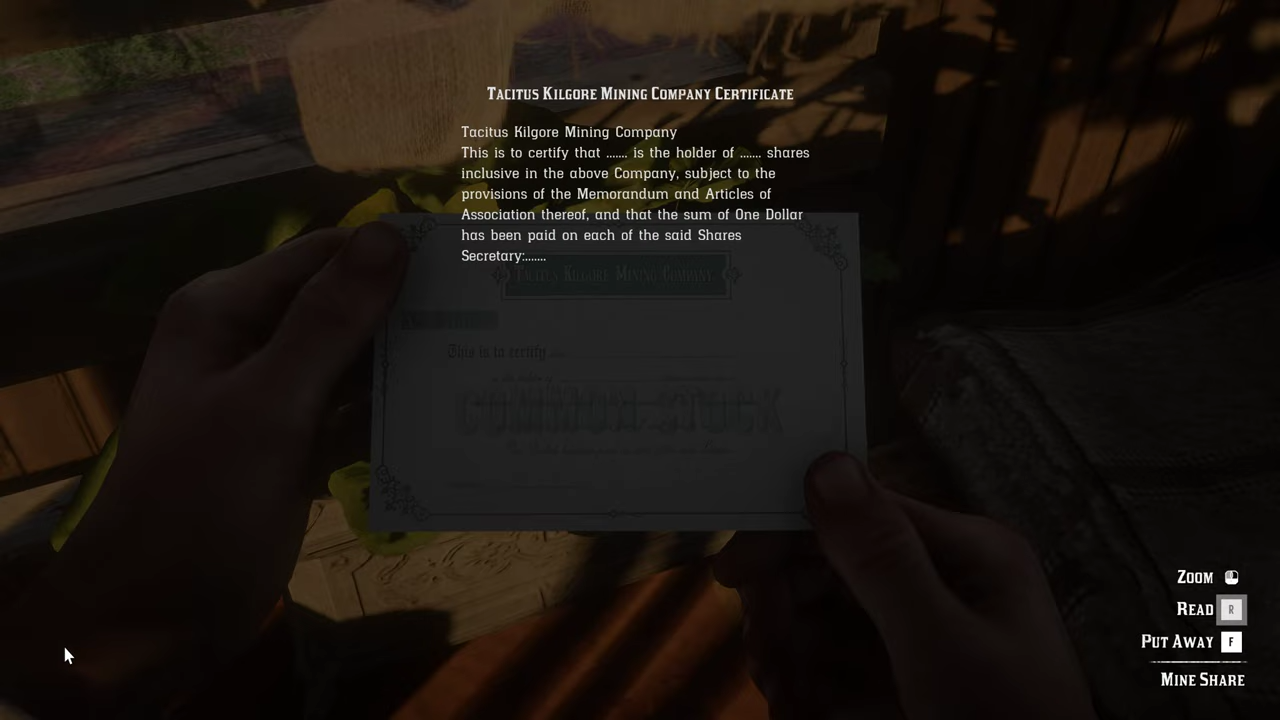 Tacitus Kilgore Mining Company Certificate
Tacitus Kilgore Mining Company
This is to certify that ....... is the holder of ....... shares
inclusive in the above Company, subject to the
provisions of the Memorandum and Articles of
Association thereof, and that the sum of One Dollar
has been paid on each of the said Shares
Secretary:.......
Tacitus Kilgore Mining Company
This is to certify
COMMON STOCK
Zoom
Read R
Put Away F
Mine Share